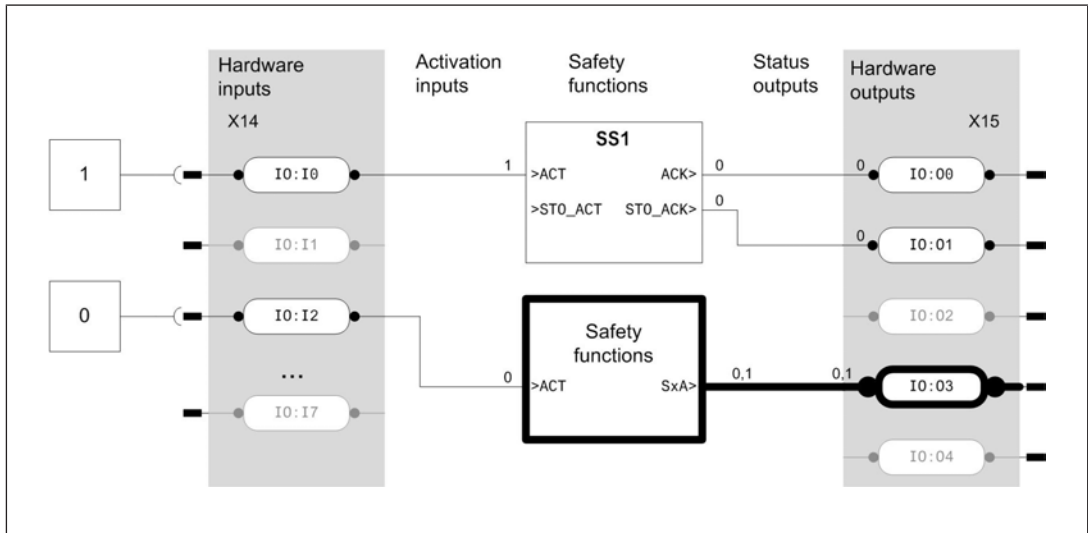 Hardware
inputs
Activation
inputs
Safety
functions
Status
outputs
Hardware
outputs
X14
X15
SS1
1
IO:I0
1
>ACT
ACK>
0
0
IO:O0
>STO_ACT
STO_ACK>
0
IO:I1
0
IO:O1
0
IO:I2
IO:O2
Safety
functions
...
0
>ACT
SxA>
0,1
0,1
IO:O3
IO:I7
IO:O4